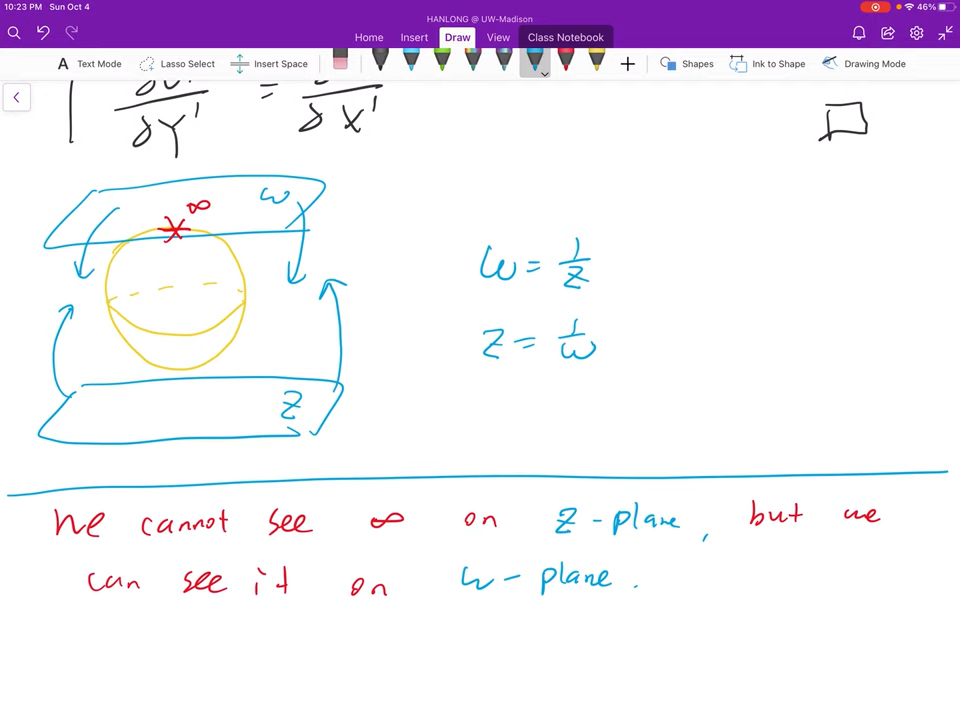 10:23 PM Sun Oct 4
46%
HANLONG @ UW-Madison
Home Insert Draw View Class Notebook
A Text Mode Lasso Select Insert Space Shapes Ink to Shape Drawing Mode
∂Y' = ∂X'
ω
∞
ω = 1/z
z = 1/ω
z
We cannot see ∞ on z-plane, but we
can see it on w-plane.